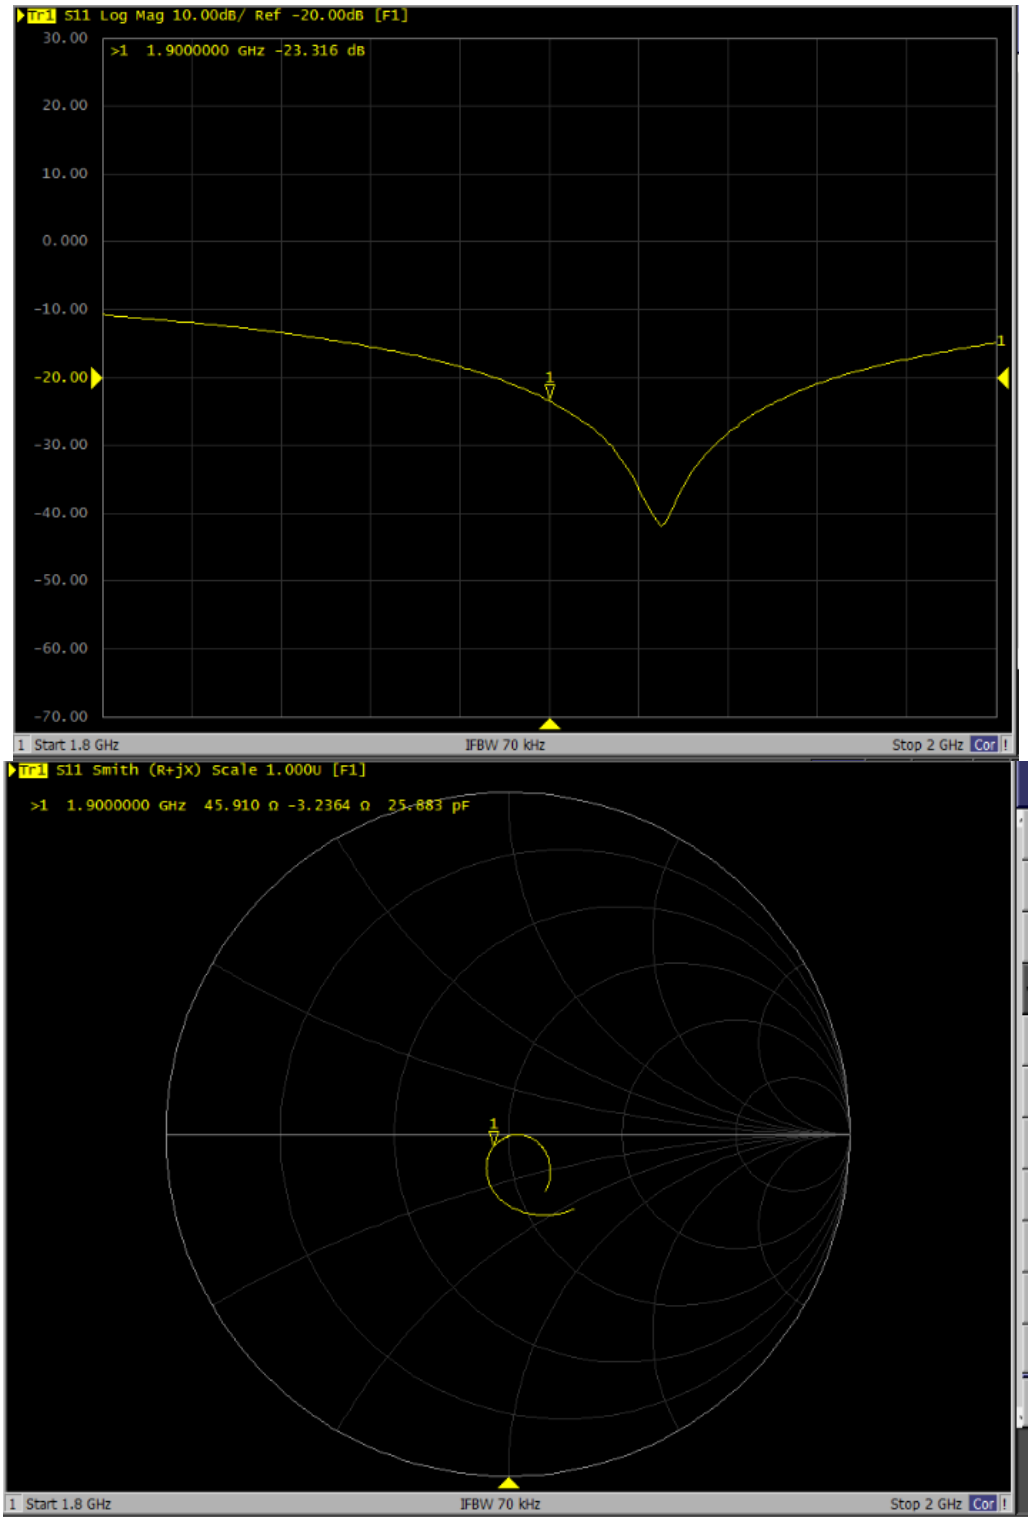 Tr1 S11 Log Mag 10.00dB/ Ref -20.00dB [F1]
30.00
>1 1.9000000 GHz -23.316 dB
20.00
10.00
0.000
-10.00
1
-20.00
1
-30.00
-40.00
-50.00
-60.00
-70.00
1 Start 1.8 GHz IFBW 70 kHz Stop 2 GHz Cor !
Tr1 S11 Smith (R+jX) Scale 1.000U [F1]
>1 1.9000000 GHz 45.910 Ω -3.2364 Ω 25.883 pF
1
1 Start 1.8 GHz IFBW 70 kHz Stop 2 GHz Cor !